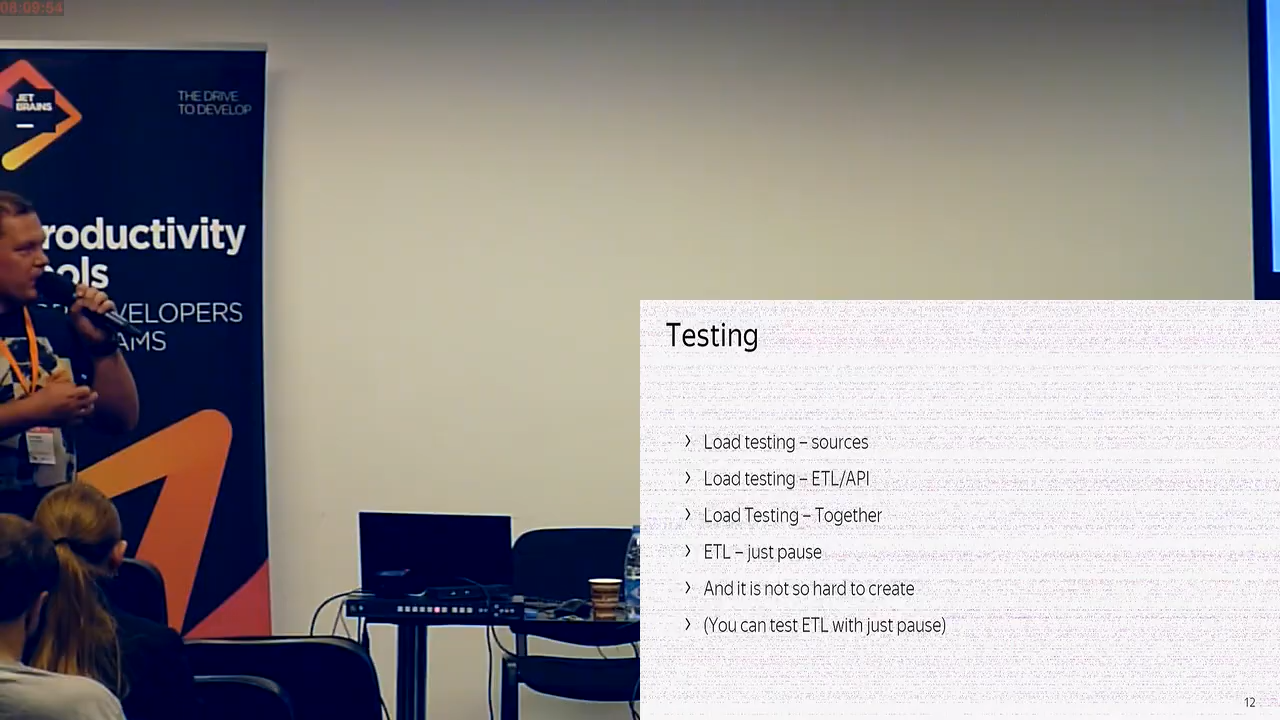 08:09:54
JET
BRAINS
THE DRIVE
TO DEVELOP
roductivity
ols
VELOPERS
AMS
Testing
› Load testing – sources
› Load testing – ETL/API
› Load Testing – Together
› ETL – just pause
› And it is not so hard to create
› (You can test ETL with just pause)
12